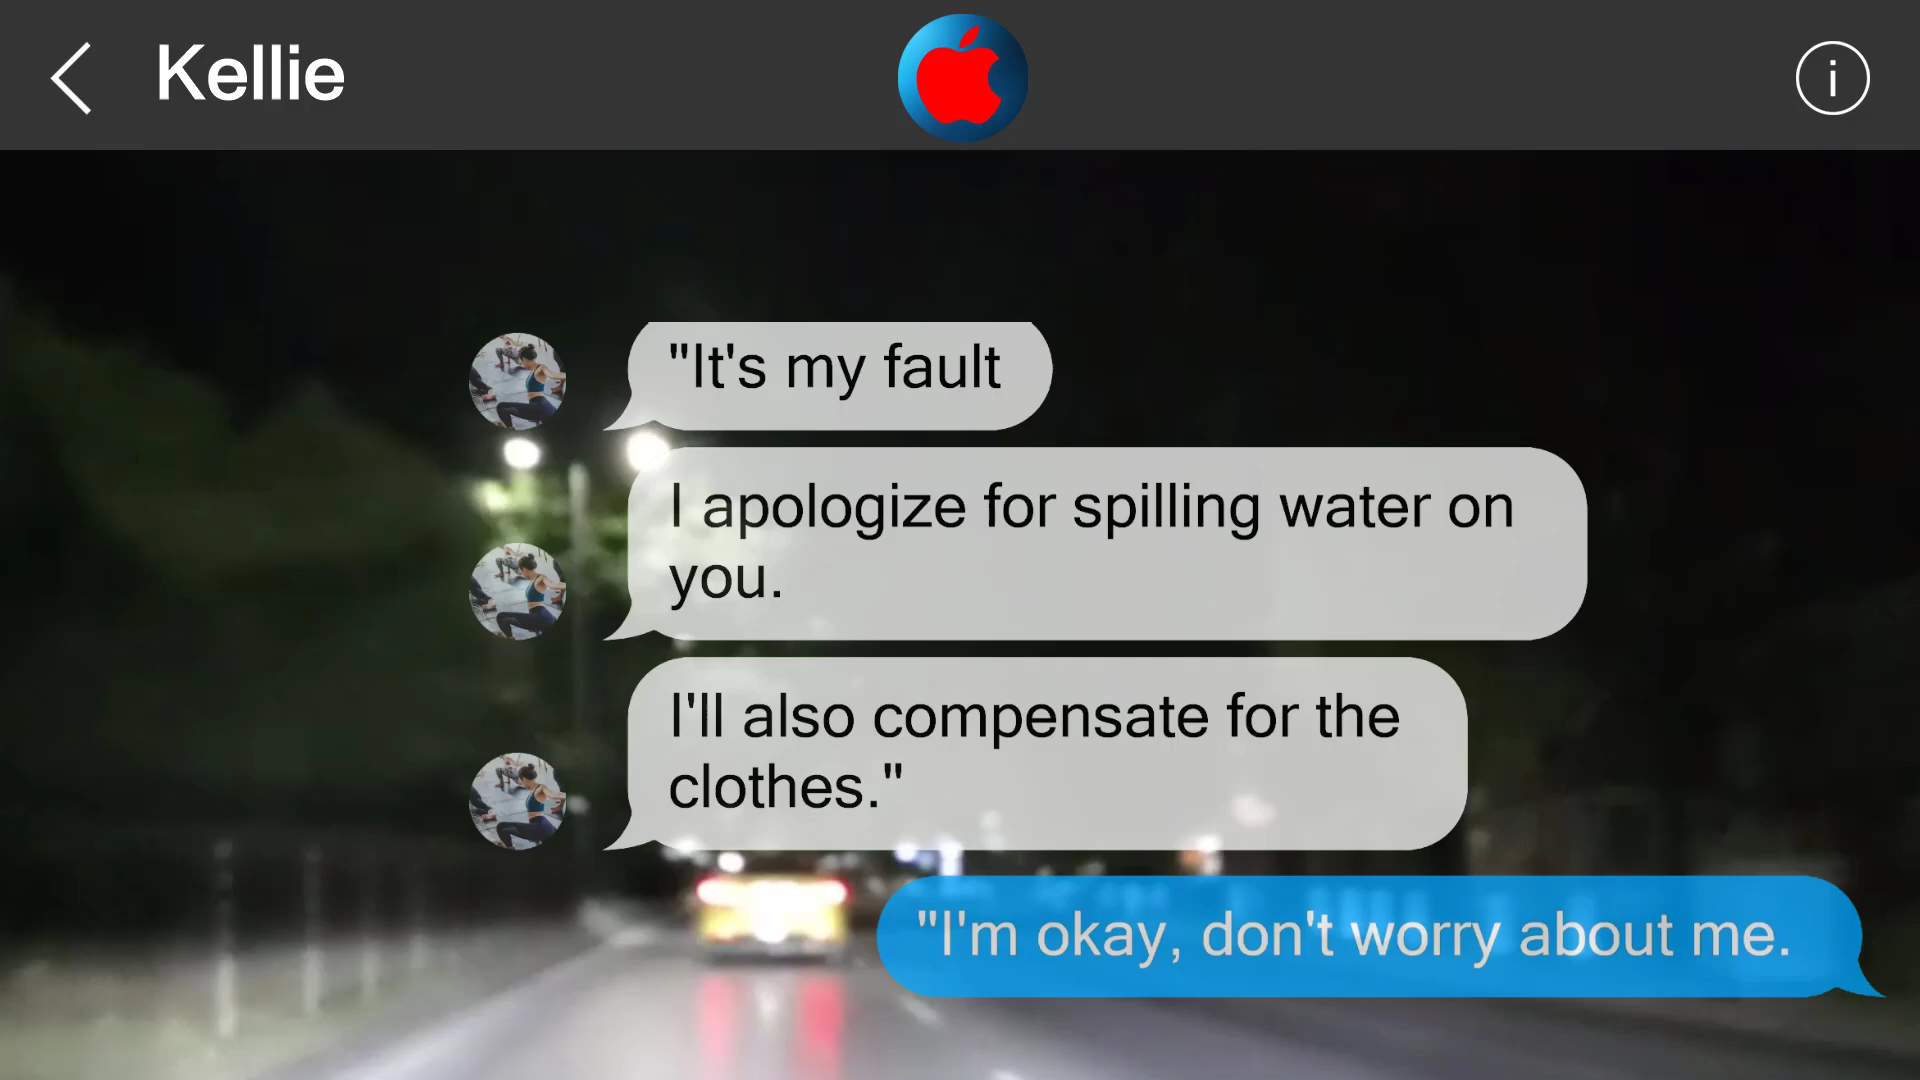 Kellie
i
"It's my fault
I apologize for spilling water on
you.
I'll also compensate for the
clothes."
"I'm okay, don't worry about me.